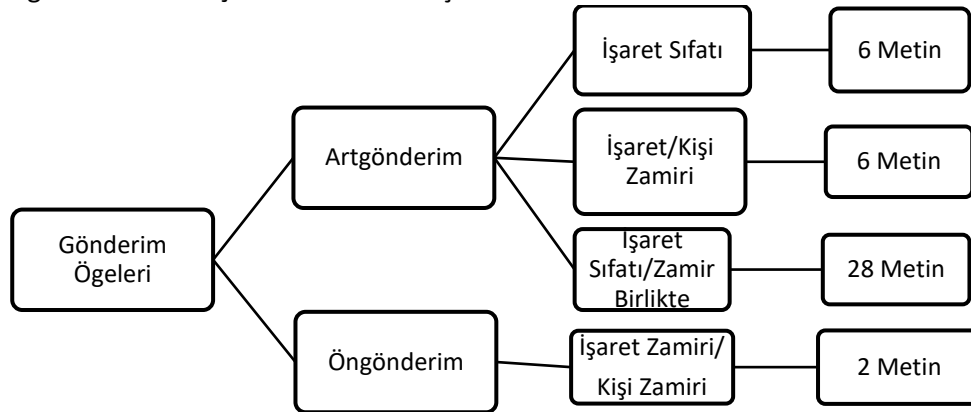 İşaret Sıfatı
6 Metin
Artgönderim
İşaret/Kişi
Zamiri
6 Metin
Gönderim
Ögeleri
İşaret
Sıfatı/Zamir
Birlikte
28 Metin
Öngönderim
İşaret Zamiri/
Kişi Zamiri
2 Metin